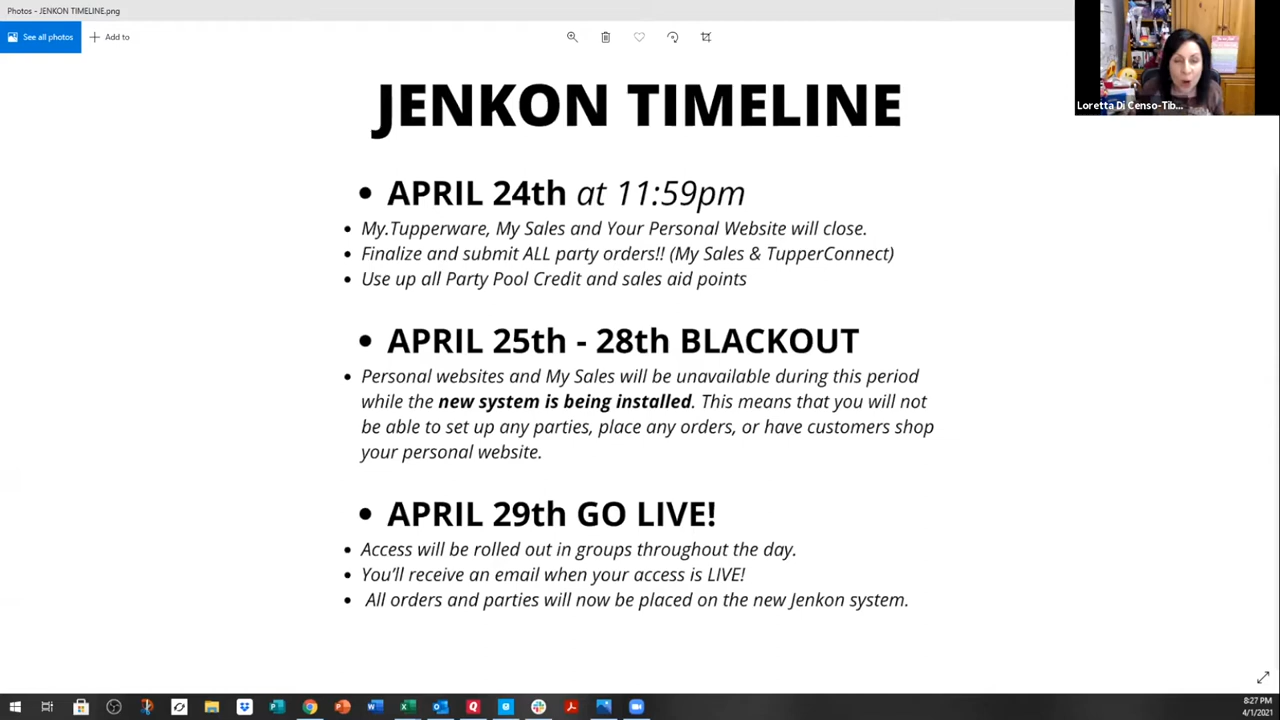 Photos - JENKON TIMELINE.png
See all photos
Add to
Loretta Di Censo-Tib...
JENKON TIMELINE
APRIL 24th at 11:59pm
My.Tupperware, My Sales and Your Personal Website will close.
Finalize and submit ALL party orders!! (My Sales & TupperConnect)
Use up all Party Pool Credit and sales aid points
APRIL 25th - 28th BLACKOUT
Personal websites and My Sales will be unavailable during this period
while the new system is being installed. This means that you will not
be able to set up any parties, place any orders, or have customers shop
your personal website.
APRIL 29th GO LIVE!
Access will be rolled out in groups throughout the day.
You’ll receive an email when your access is LIVE!
All orders and parties will now be placed on the new Jenkon system.
8:27 PM
4/1/2021